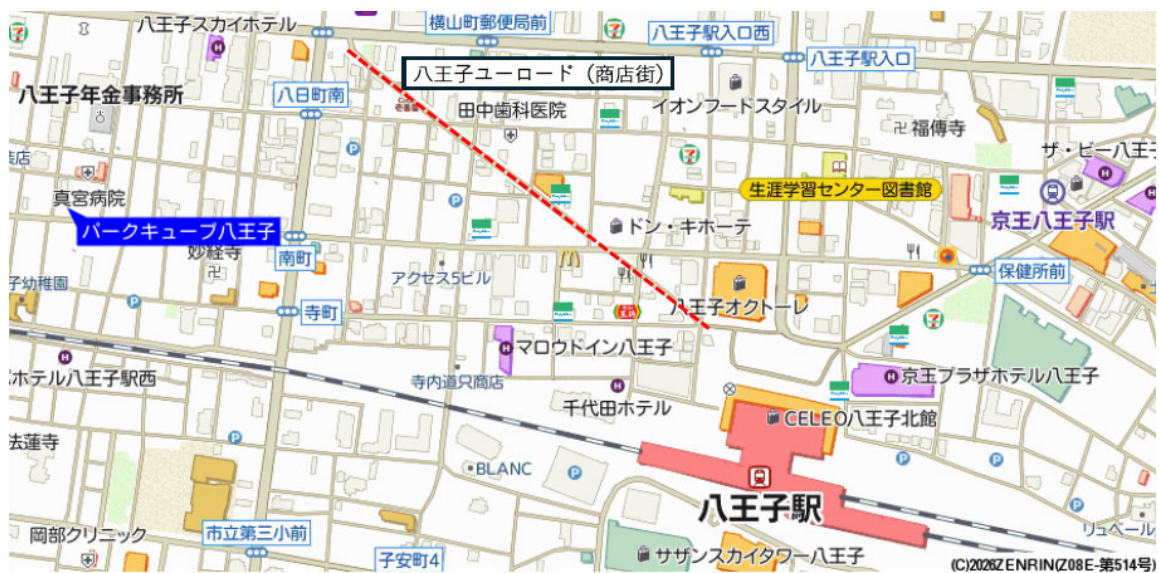 八王子スカイホテル
横山町郵便局前
八王子駅入口西
八王子駅入口
八王子ユーロード（商店街）
八王子年金事務所
八日町南
田中歯科医院
イオンフードスタイル
卍福傳寺
ザ・ビー八王子
真宮病院
生涯学習センター図書館
京王八王子駅
パークキューブ八王子
妙経寺
卍
南町
ドン・キホーテ
アクセス5ビル
保健所前
子幼稚園
寺町
八王子オクトーレ
マロウドイン八王子
ホテル八王子駅西
寺内道只商店
千代田ホテル
京王プラザホテル八王子
CELEO八王子北館
法蓮寺
BLANC
八王子駅
岡部クリニック
市立第三小前
子安町4
サザンスカイタワー八王子
リュベール
(C)2026ZENRIN(Z08E-第514号)